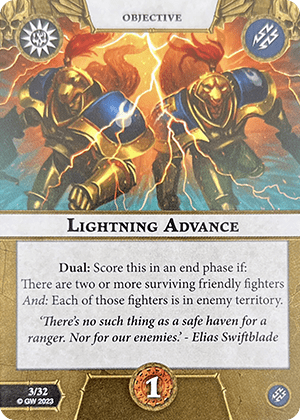 OBJECTIVE
LIGHTNING ADVANCE
Dual: Score this in an end phase if:
There are two or more surviving friendly fighters
And: Each of those fighters is in enemy territory.
‘There's no such thing as a safe haven for a
ranger. Nor for our enemies.’ - Elias Swiftblade
3/32
© GW 2023
1